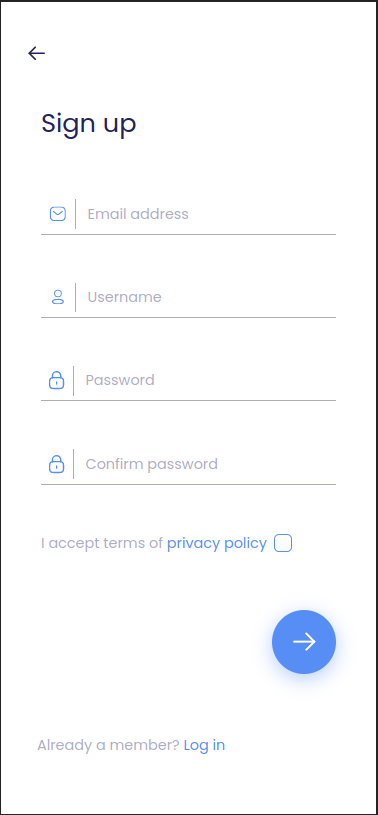 Sign up
Email address
Username
Password
Confirm password
I accept terms of privacy policy
Already a member? Log in